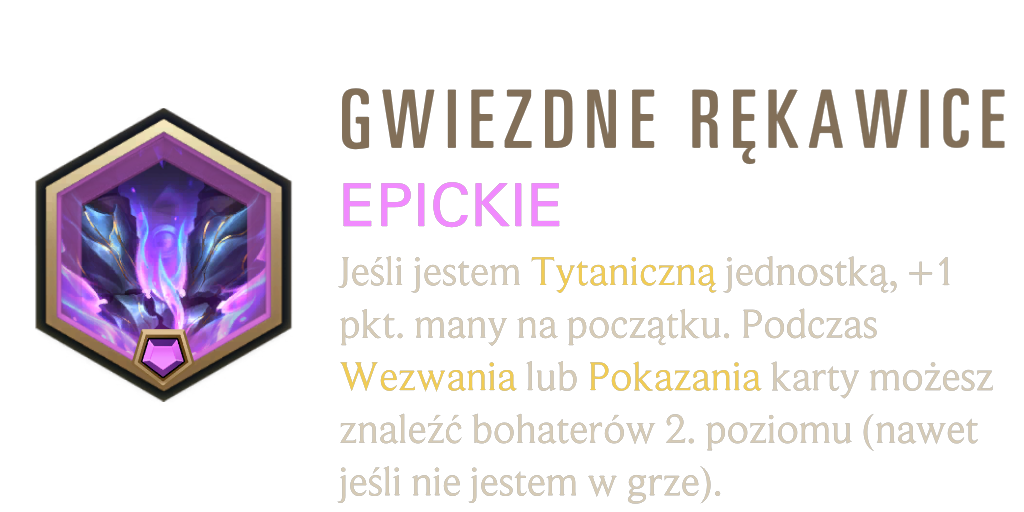 GWIEZDNE RĘKAWICE
EPICKIE
Jeśli jestem Tytaniczną jednostką, +1
pkt. many na początku. Podczas
Wezwania lub Pokazania karty możesz
znaleźć bohaterów 2. poziomu (nawet
jeśli nie jestem w grze).